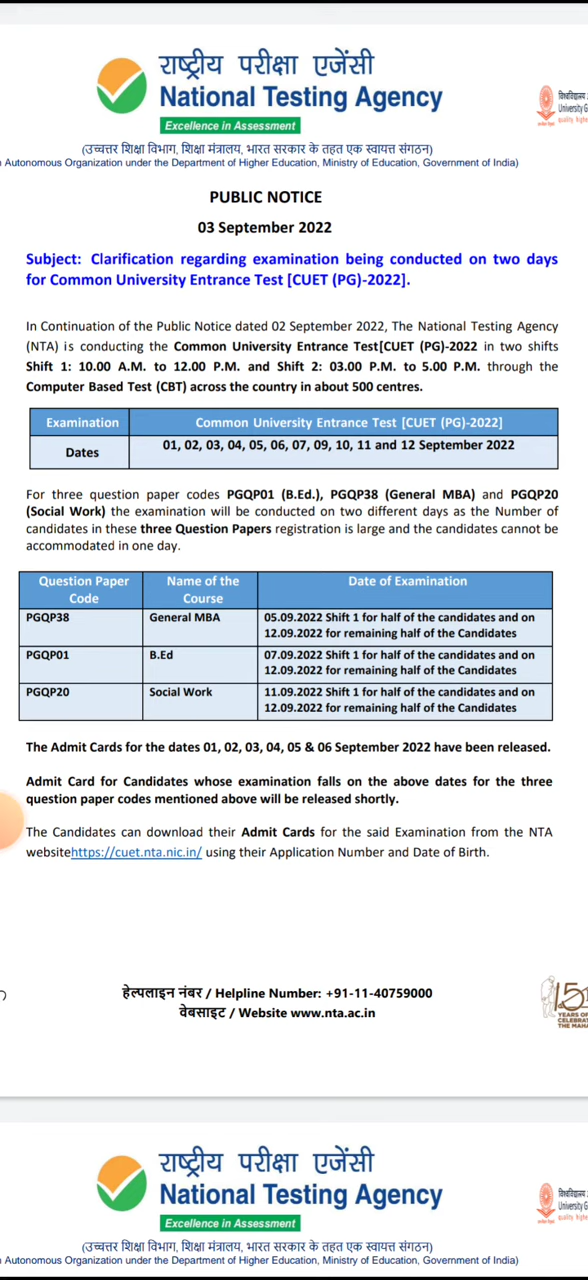 राष्ट्रीय परीक्षा एजेंसी
National Testing Agency
Excellence in Assessment
(उच्चतर शिक्षा विभाग, शिक्षा मंत्रालय, भारत सरकार के तहत एक स्वायत्त संगठन)
Autonomous Organization under the Department of Higher Education, Ministry of Education, Government of India)
University G
quality highe
PUBLIC NOTICE
03 September 2022
Subject: Clarification regarding examination being conducted on two days
for Common University Entrance Test [CUET (PG)-2022].
In Continuation of the Public Notice dated 02 September 2022, The National Testing Agency
(NTA) is conducting the Common University Entrance Test[CUET (PG)-2022 in two shifts
Shift 1: 10.00 A.M. to 12.00 P.M. and Shift 2: 03.00 P.M. to 5.00 P.M. through the
Computer Based Test (CBT) across the country in about 500 centres.
Examination Common University Entrance Test [CUET (PG)-2022]
Dates 01, 02, 03, 04, 05, 06, 07, 09, 10, 11 and 12 September 2022
For three question paper codes PGQP01 (B.Ed.), PGQP38 (General MBA) and PGQP20
(Social Work) the examination will be conducted on two different days as the Number of
candidates in these three Question Papers registration is large and the candidates cannot be
accommodated in one day.
Question Paper Code Name of the Course Date of Examination
PGQP38 General MBA 05.09.2022 Shift 1 for half of the candidates and on
12.09.2022 for remaining half of the Candidates
PGQP01 B.Ed 07.09.2022 Shift 1 for half of the candidates and on
12.09.2022 for remaining half of the Candidates
PGQP20 Social Work 11.09.2022 Shift 1 for half of the candidates and on
12.09.2022 for remaining half of the Candidates
The Admit Cards for the dates 01, 02, 03, 04, 05 & 06 September 2022 have been released.
Admit Card for Candidates whose examination falls on the above dates for the three
question paper codes mentioned above will be released shortly.
The Candidates can download their Admit Cards for the said Examination from the NTA
websitehttps://cuet.nta.nic.in/ using their Application Number and Date of Birth.
हेल्पलाइन नंबर / Helpline Number: +91-11-40759000
वेबसाइट / Website www.nta.ac.in
YEARS OF
CELEBRAT
THE MAHA
राष्ट्रीय परीक्षा एजेंसी
National Testing Agency
Excellence in Assessment
(उच्चतर शिक्षा विभाग, शिक्षा मंत्रालय, भारत सरकार के तहत एक स्वायत्त संगठन)
Autonomous Organization under the Department of Higher Education, Ministry of Education, Government of India)
University G
quality highe